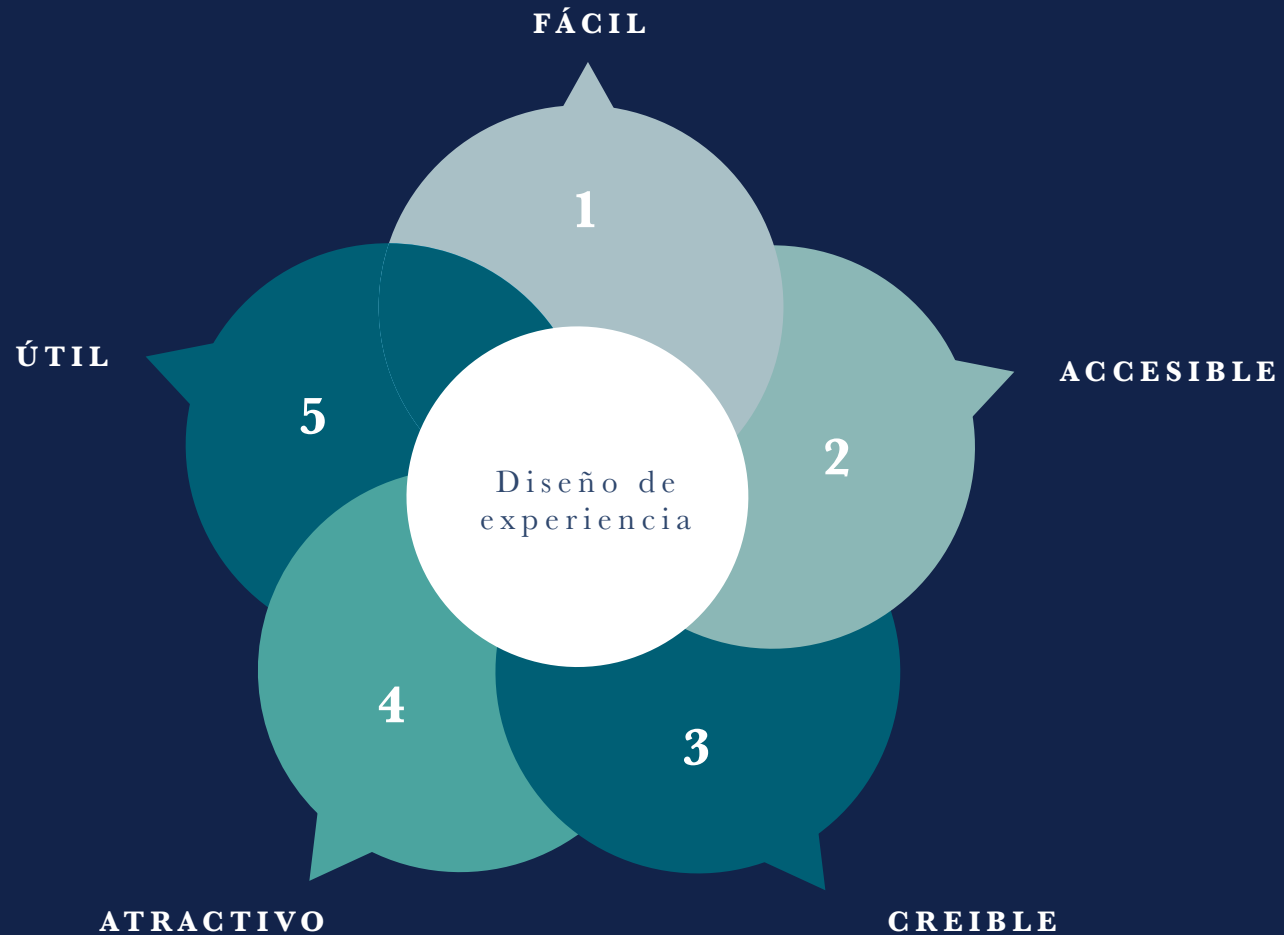 FÁCIL
1
ÚTIL
ACCESIBLE
5
2
Diseño de
experiencia
4
3
ATRACTIVO
CREIBLE